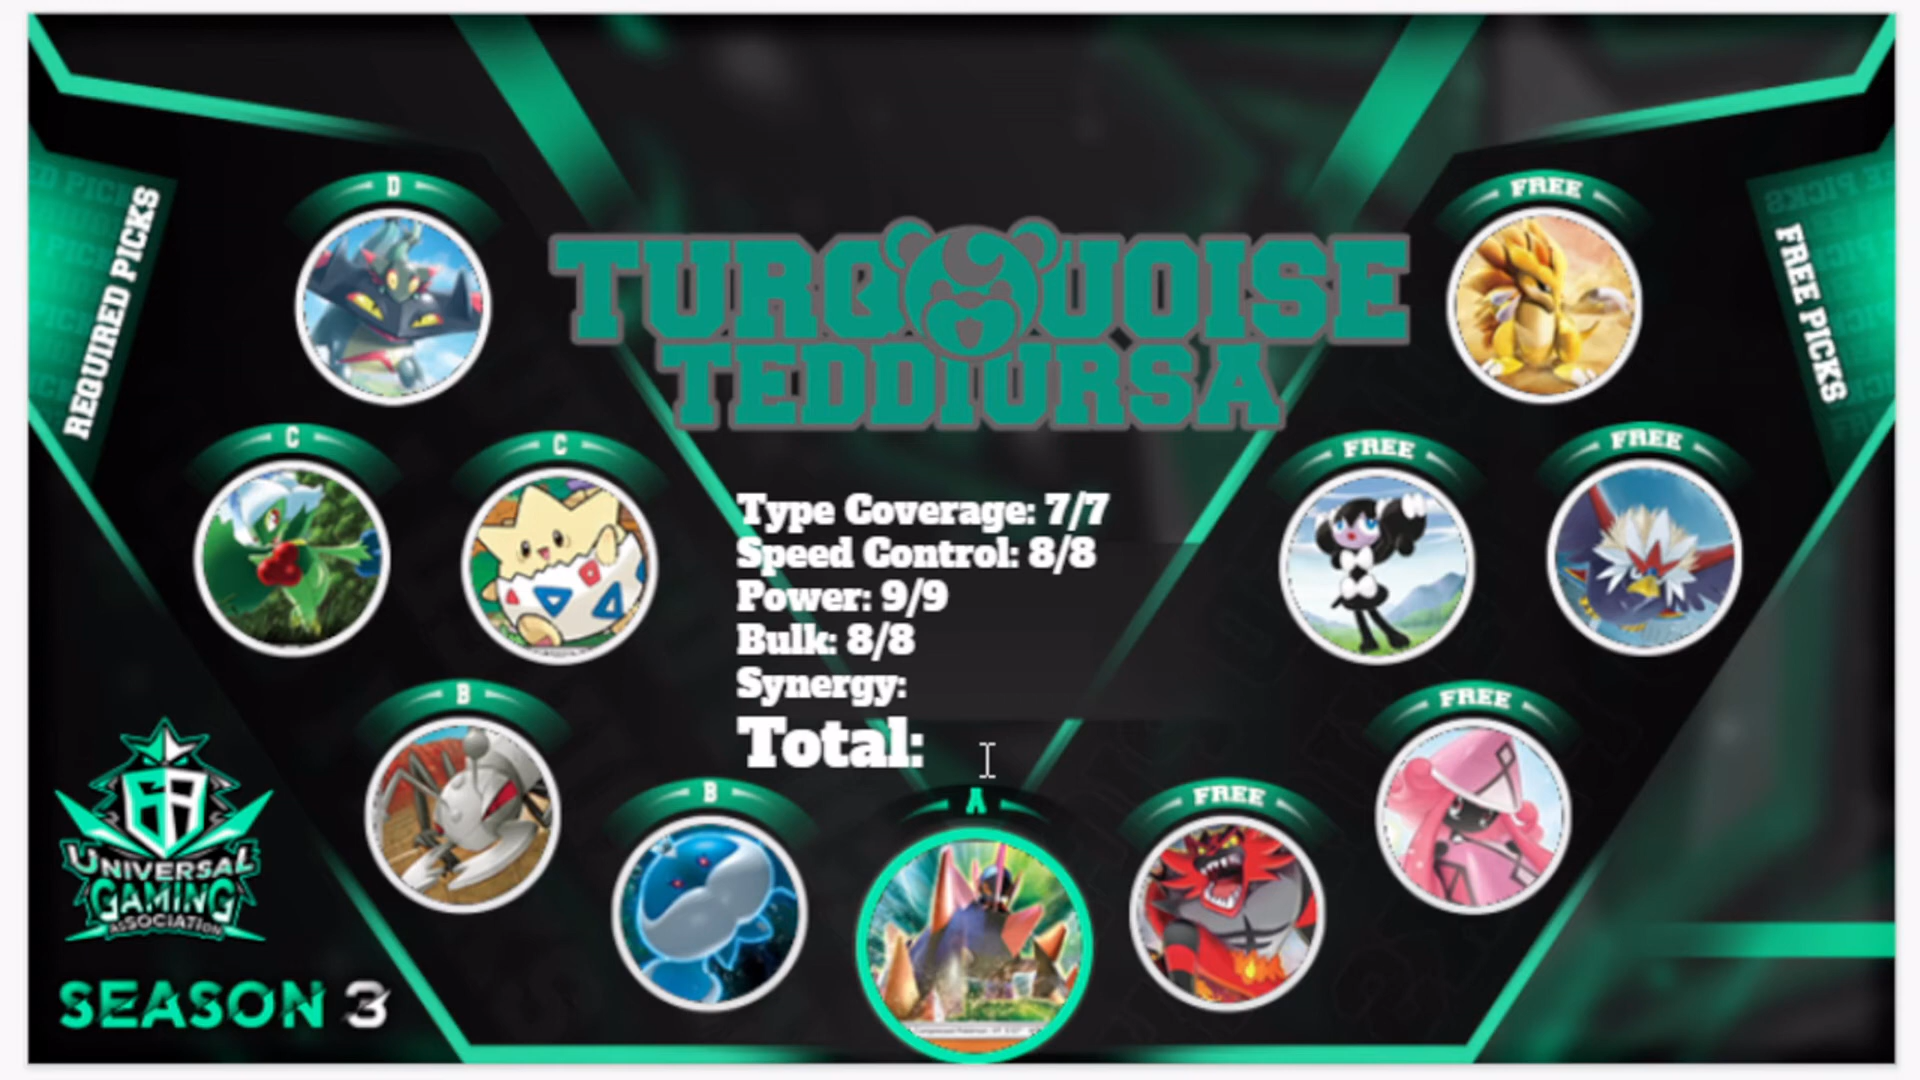 REQUIRED PICKS
D
C
C
B
B
A
TURQUOISE
TEDDIURSA
Type Coverage: 7/7
Speed Control: 8/8
Power: 9/9
Bulk: 8/8
Synergy:
Total:
FREE
FREE
FREE
FREE
FREE
FREE PICKS
UNIVERSAL
GAMING
ASSOCIATION
SEASON 3